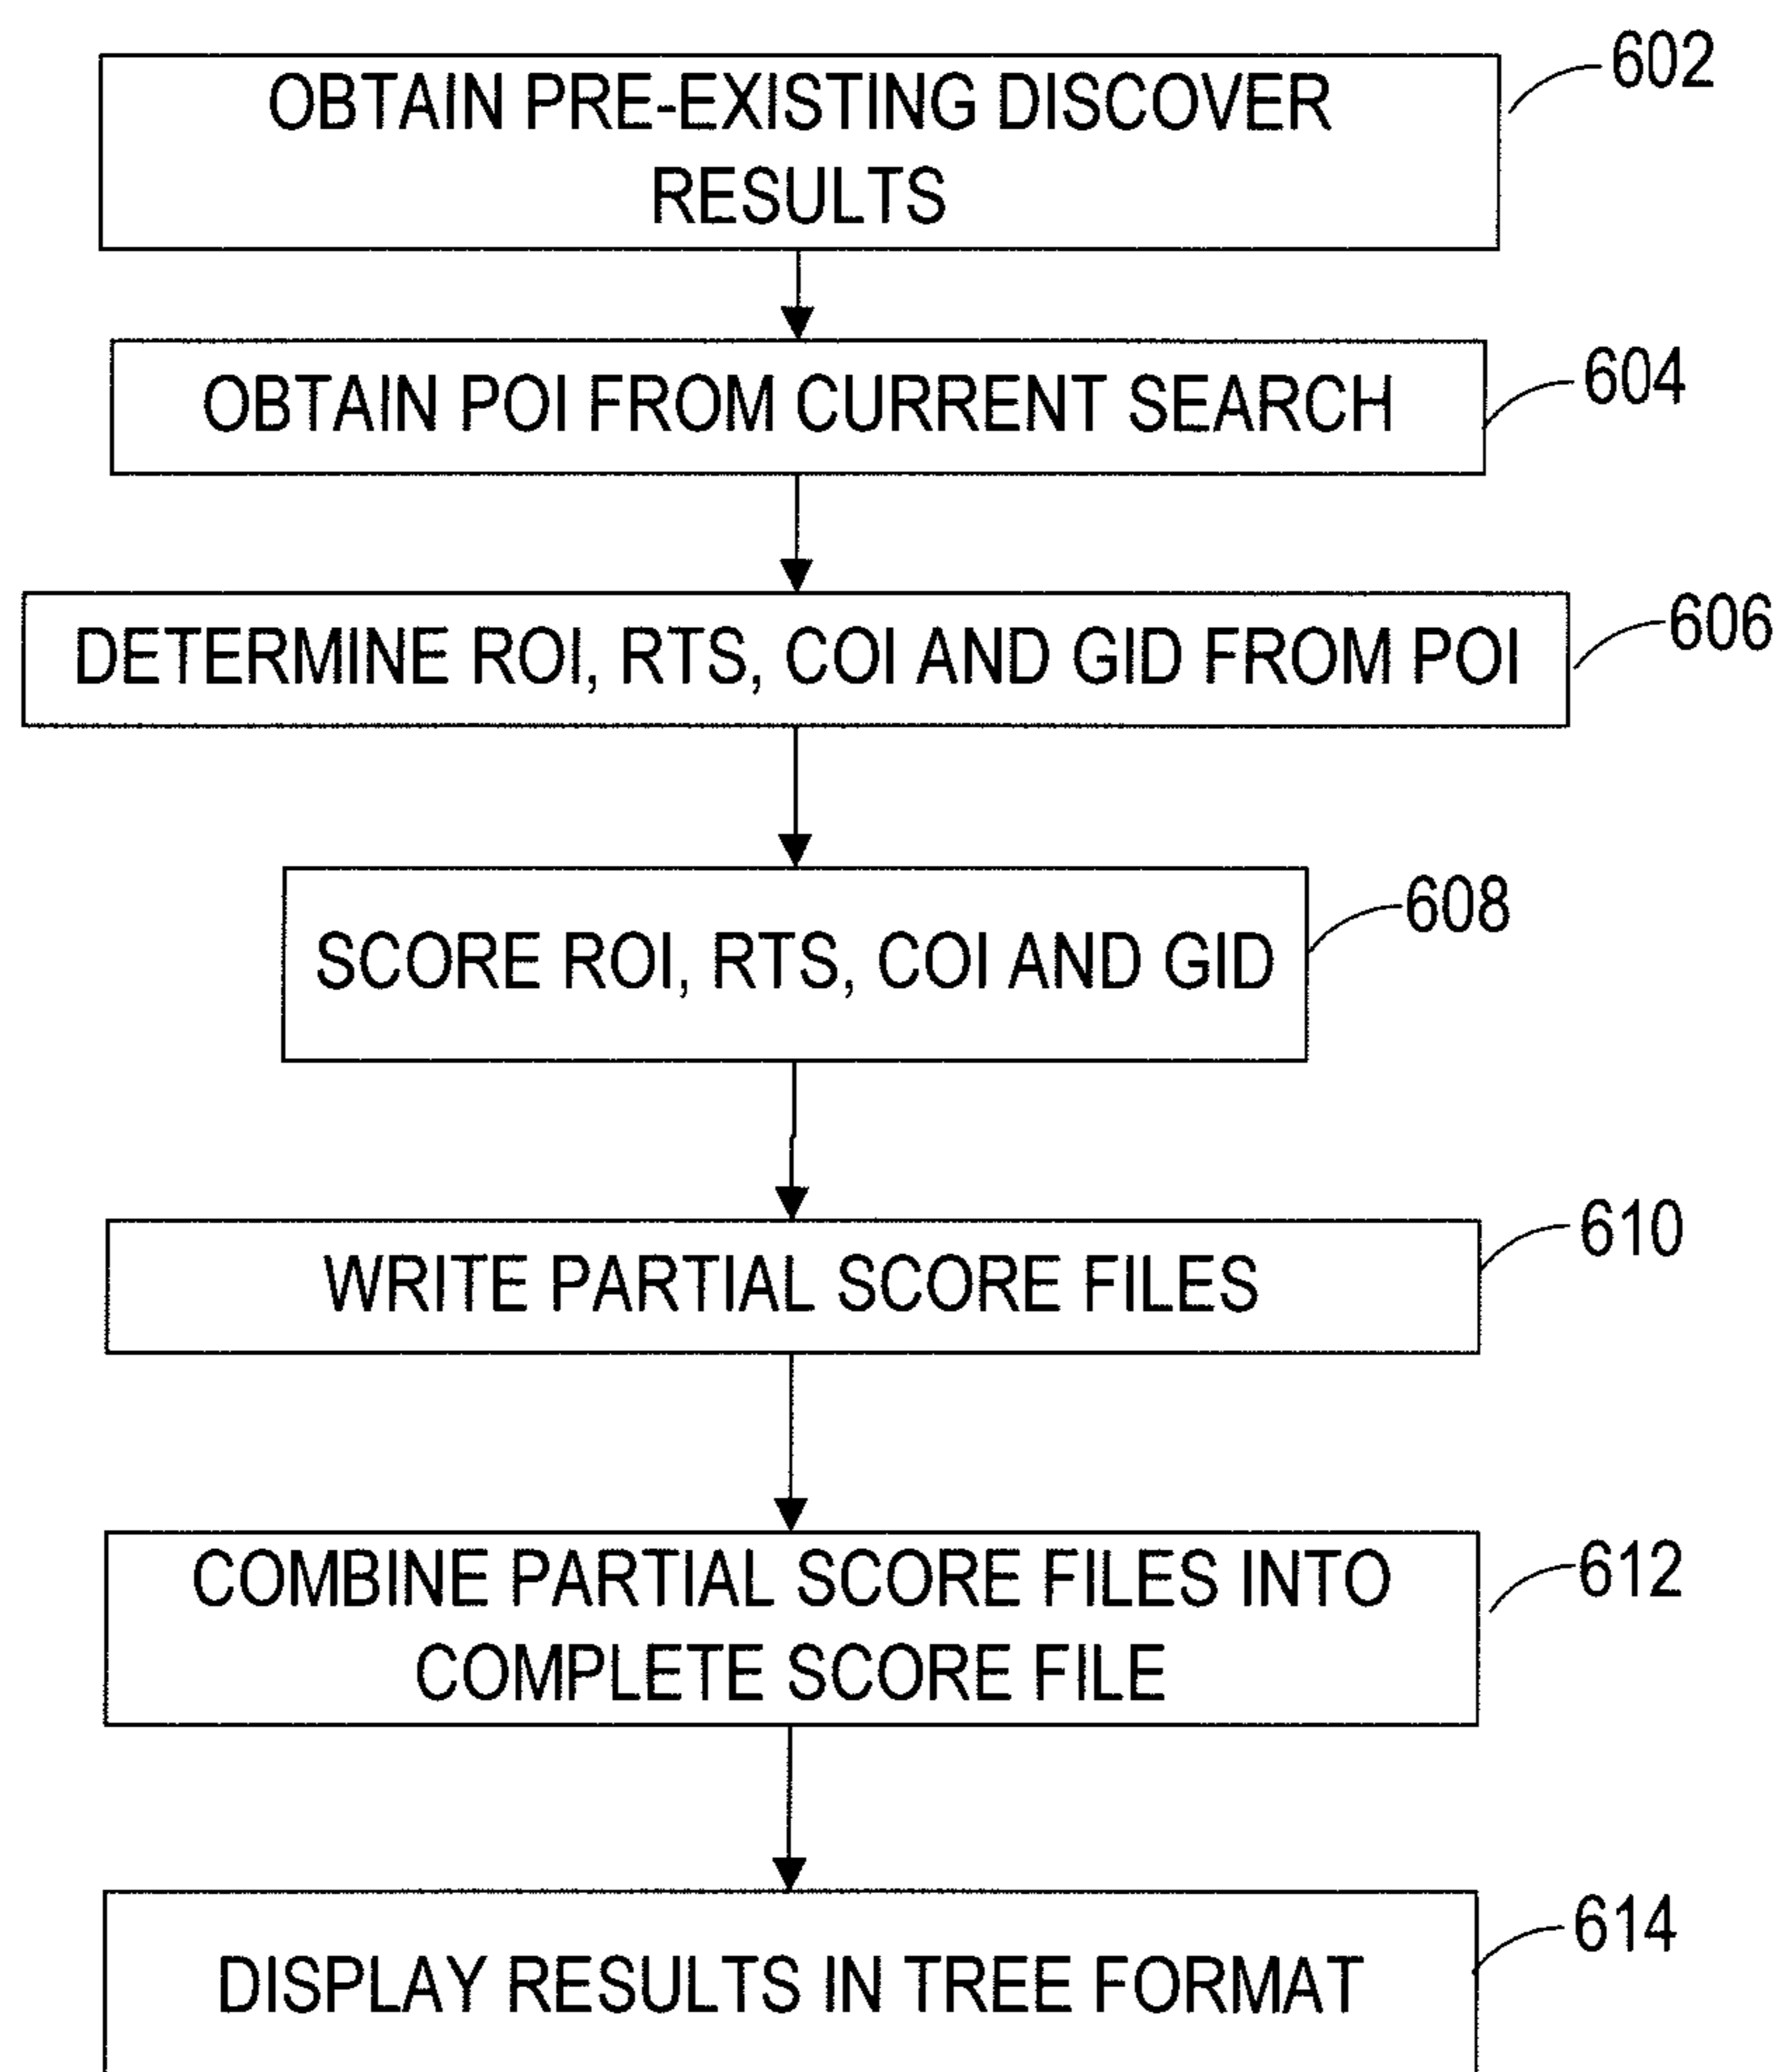 602
OBTAIN PRE-EXISTING DISCOVER
RESULTS
604
OBTAIN POI FROM CURRENT SEARCH
606
DETERMINE ROI, RTS, COI AND GID FROM POI
608
SCORE ROI, RTS, COI AND GID
610
WRITE PARTIAL SCORE FILES
612
COMBINE PARTIAL SCORE FILES INTO
COMPLETE SCORE FILE
614
DISPLAY RESULTS IN TREE FORMAT